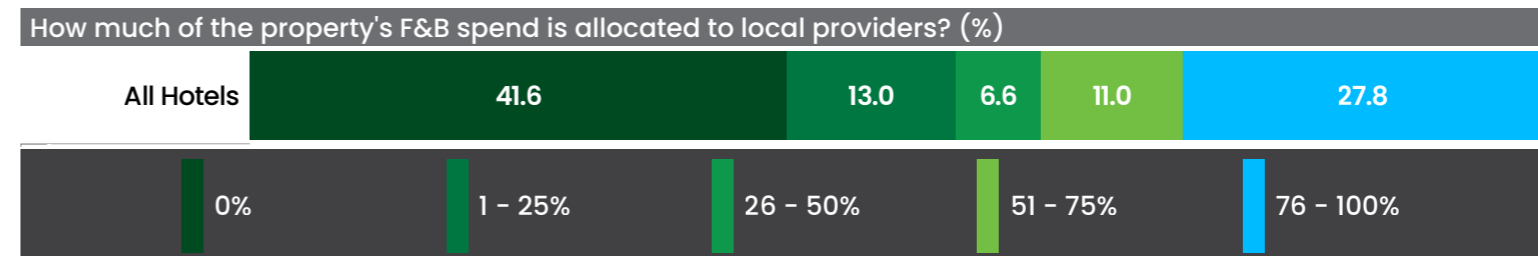 How much of the property's F&B spend is allocated to local providers? (%)
All Hotels 41.6 13.0 6.6 11.0 27.8
0% 1 - 25% 26 - 50% 51 - 75% 76 - 100%